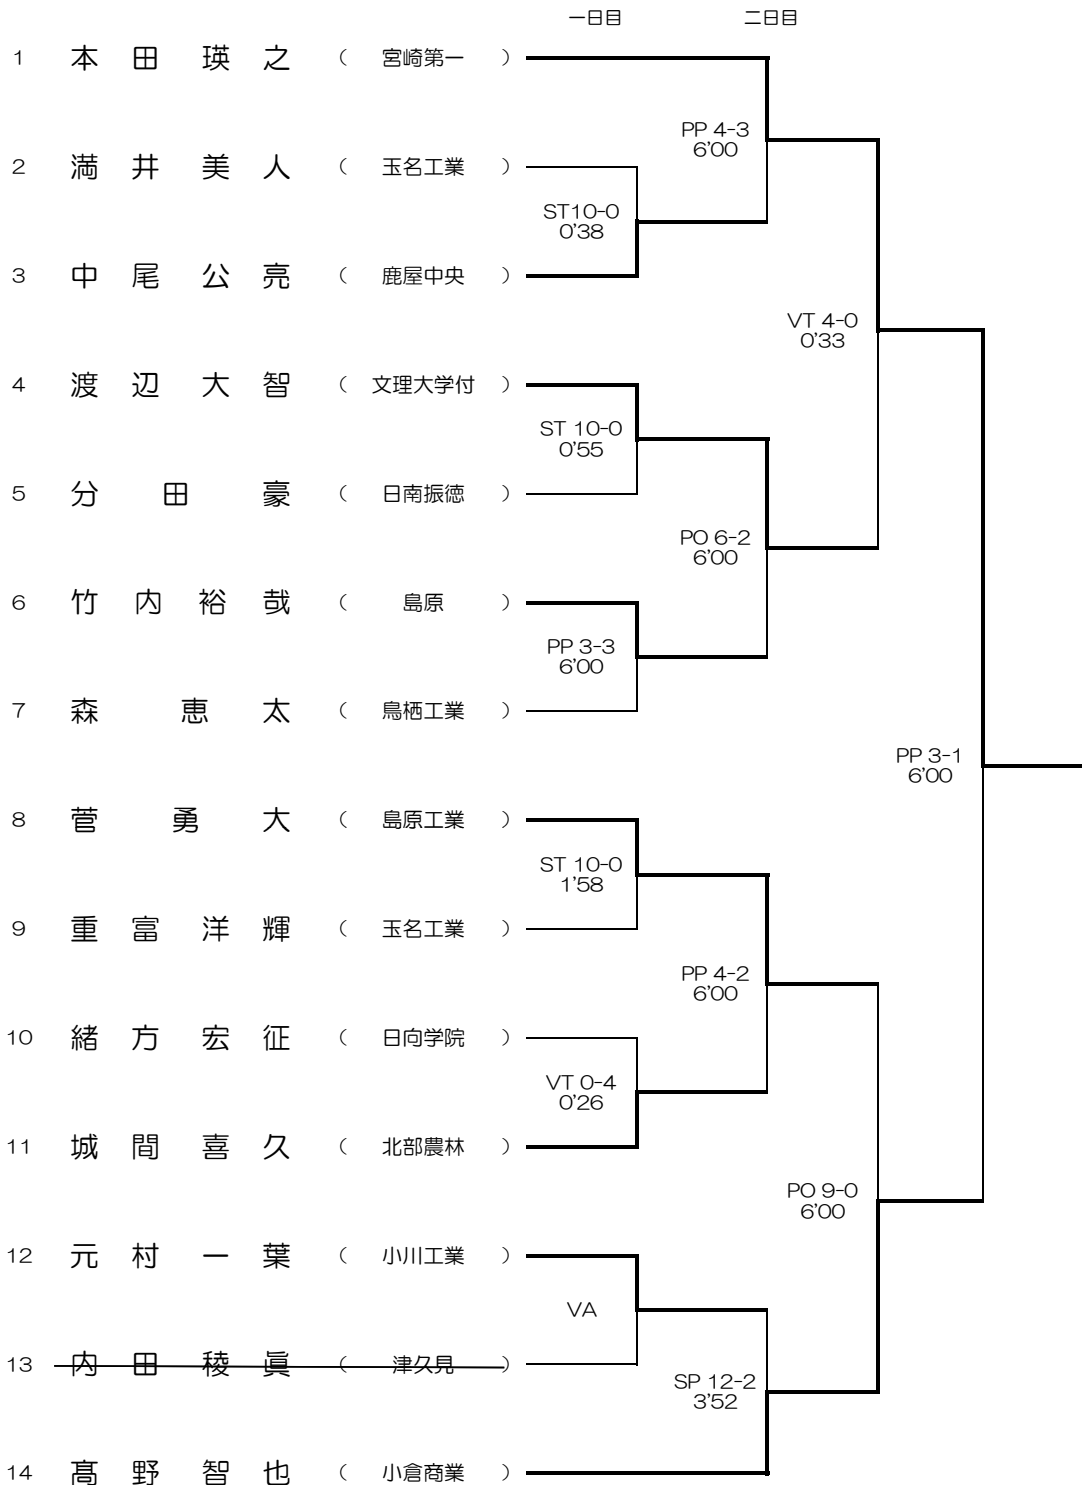 一日目 二日目
1 本田 瑛之 ( 宮崎第一 )
PP 4-3
6'00
2 満井 美人 ( 玉名工業 )
ST10-0
0'38
3 中尾 公亮 ( 鹿屋中央 )
VT 4-0
0'33
4 渡辺 大智 ( 文理大学付 )
ST 10-0
0'55
5 分田 豪 ( 日南振徳 )
PO 6-2
6'00
6 竹内裕哉 ( 島原 )
PP 3-3
6'00
7 森 恵太 ( 鳥栖工業 )
PP 3-1
6'00
8 菅 勇大 ( 島原工業 )
ST 10-0
1'58
9 重富 洋輝 ( 玉名工業 )
PP 4-2
6'00
10 緒方 宏征 ( 日向学院 )
VT 0-4
0'26
11 城間 喜久 ( 北部農林 )
PO 9-0
6'00
12 元村 一葉 ( 小川工業 )
VA
13 内田 稜眞 ( 津久見 )
SP 12-2
3'52
14 髙野 智也 ( 小倉商業 )